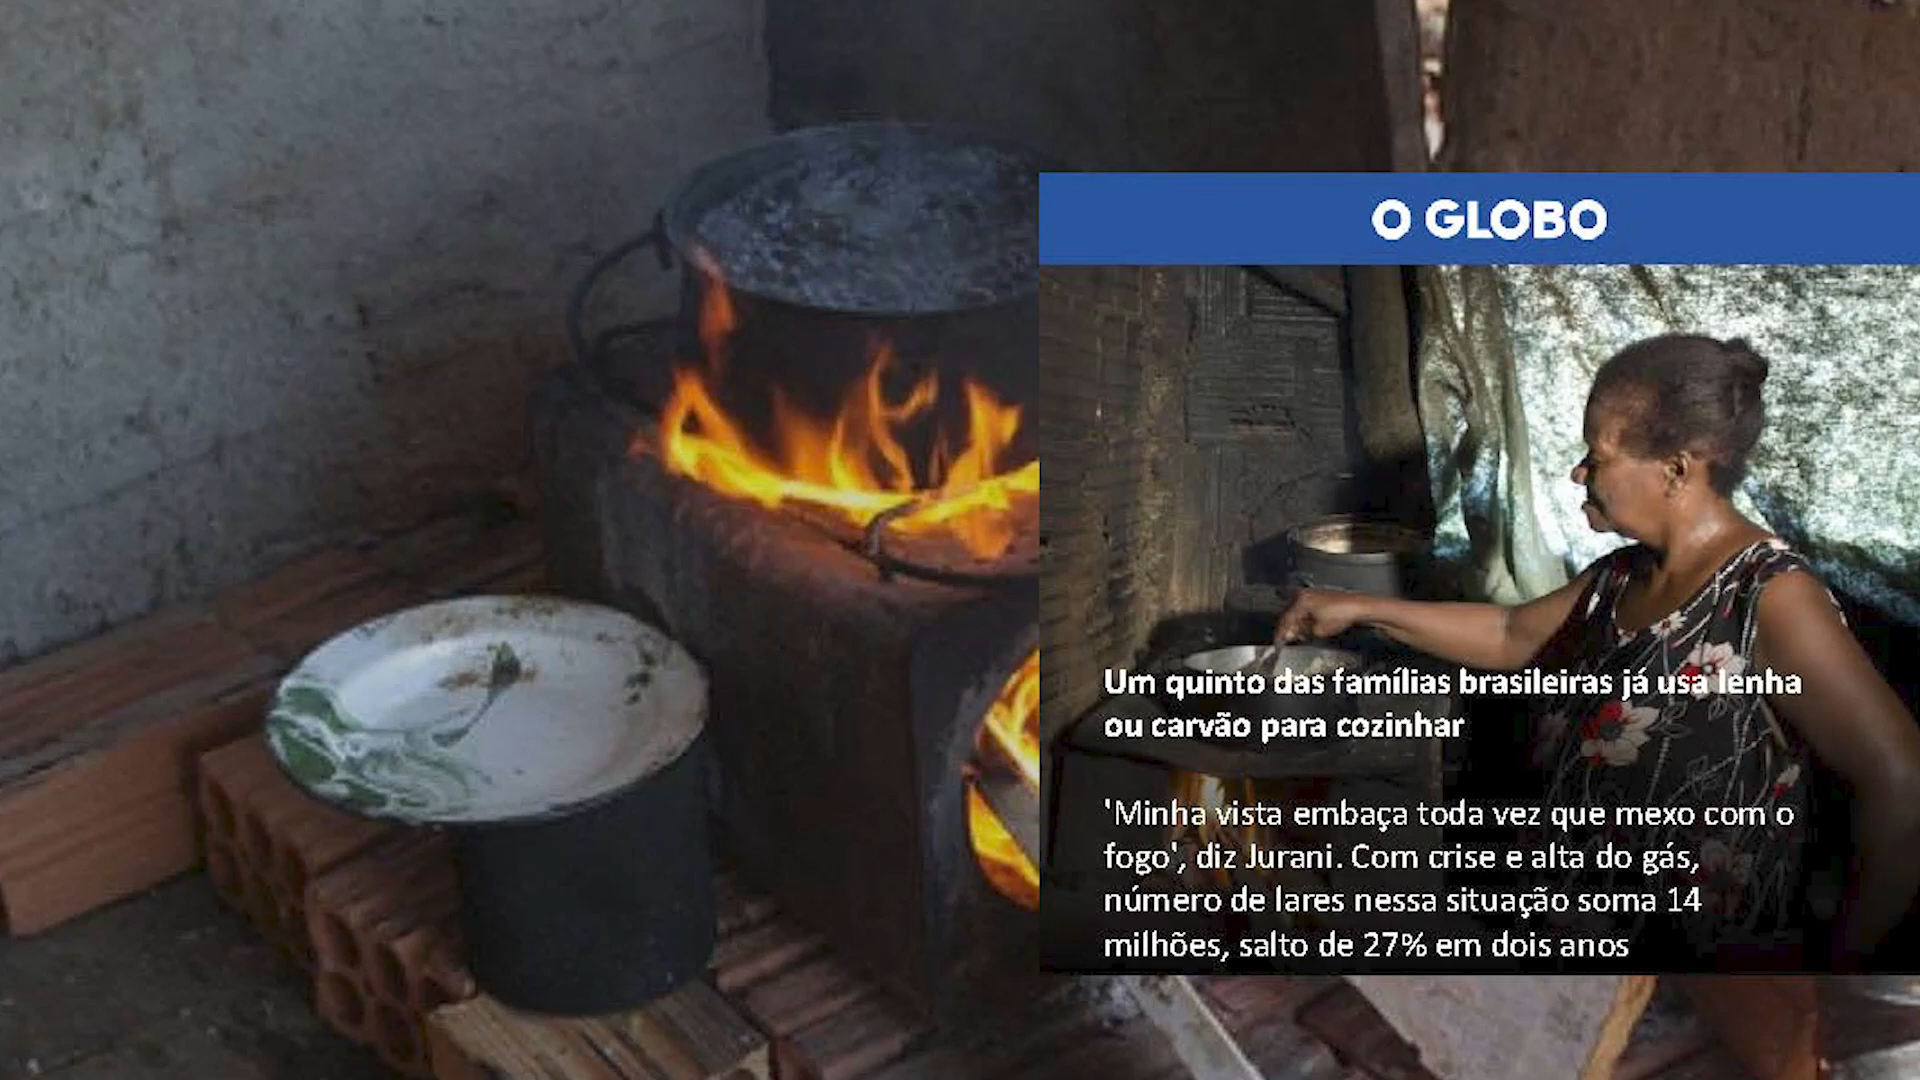 O GLOBO
Um quinto das famílias brasileiras já usa lenha
ou carvão para cozinhar
'Minha vista embaça toda vez que mexo com o
fogo', diz Jurani. Com crise e alta do gás,
número de lares nessa situação soma 14
milhões, salto de 27% em dois anos